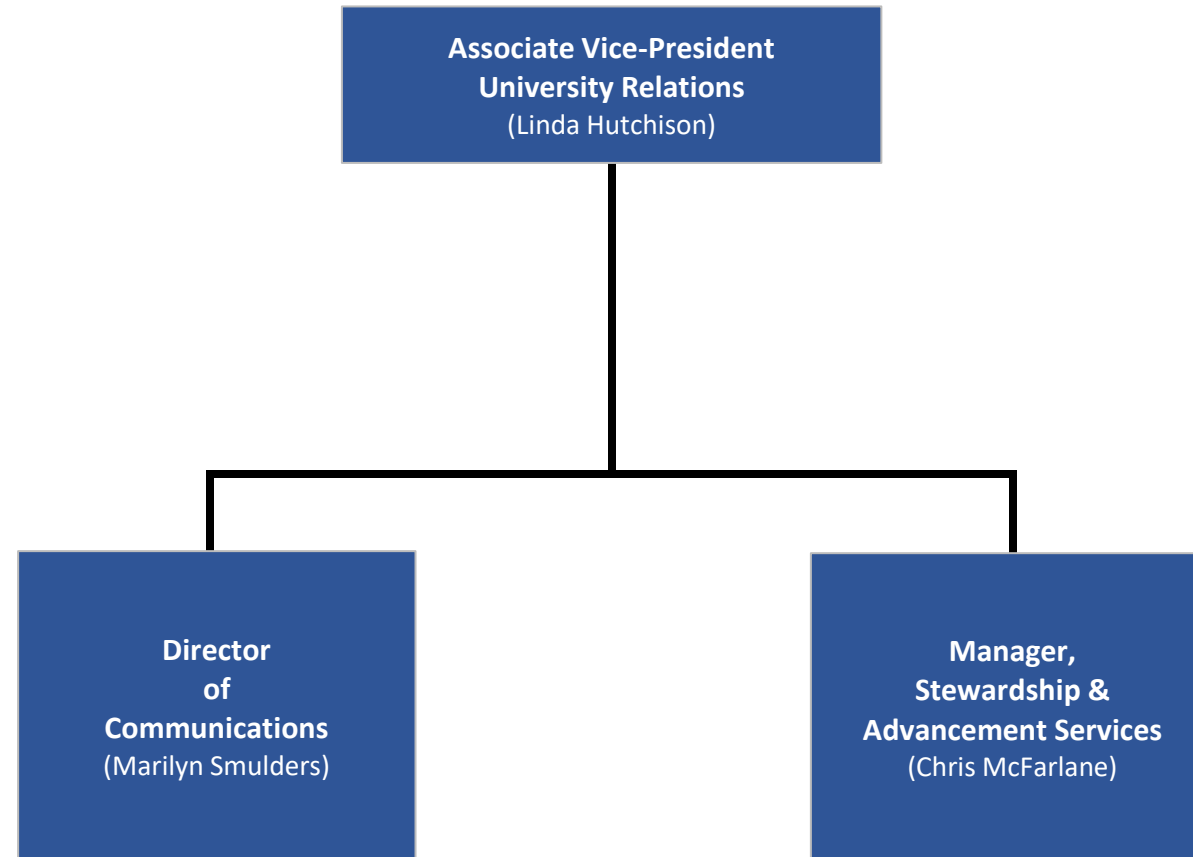 Associate Vice-President
University Relations
(Linda Hutchison)
Director
of
Communications
(Marilyn Smulders)
Manager,
Stewardship &
Advancement Services
(Chris McFarlane)